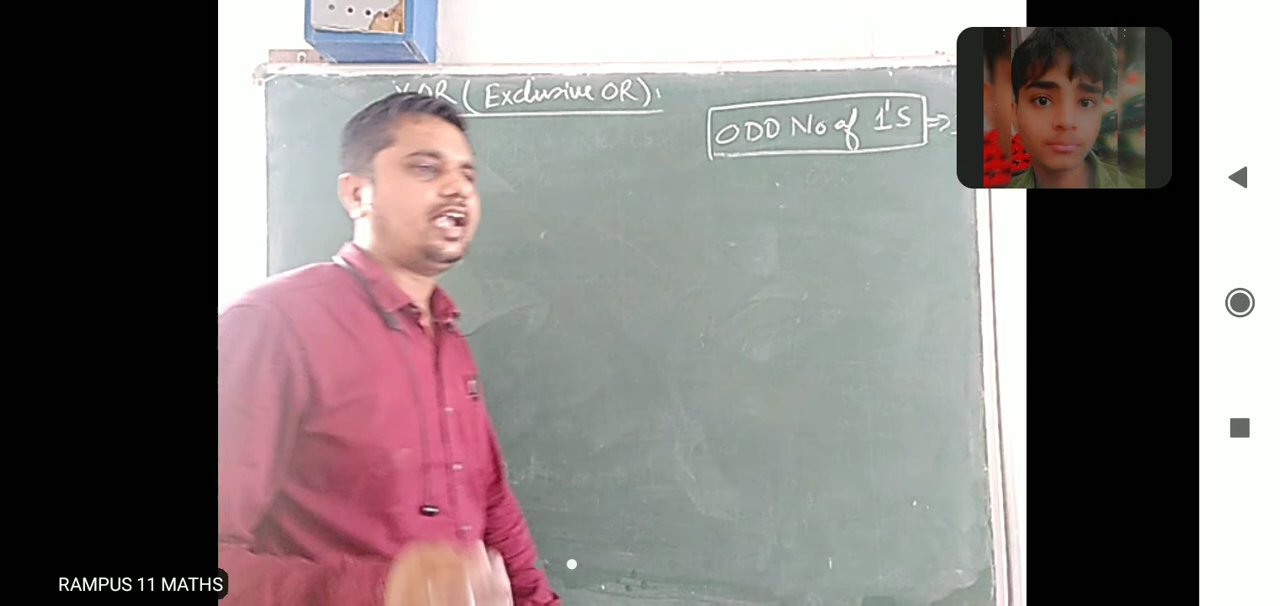 XOR (Exclusive OR):
ODD No of 1's ⇒
RAMPUS 11 MATHS